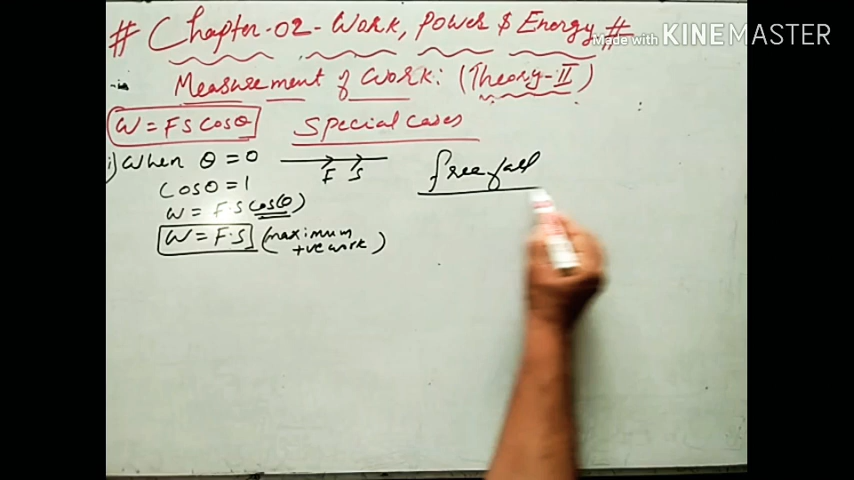 # Chapter-02-Work, Power & Energy #
Made with KINEMASTER
Measurement of Work: (Theory-II)
W = FS COSθ
Special Cases
i) When θ = 0
F S
free fall
COSθ = 1
W = F·S COS(θ)
W = F·S (maximum
+ve work)